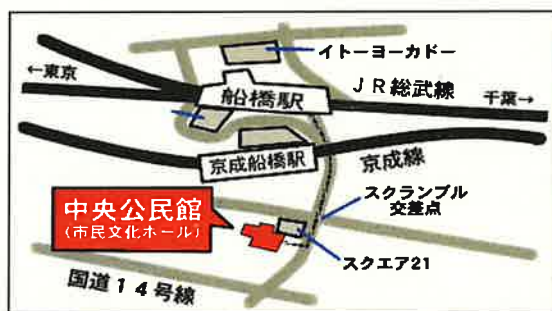 イトーヨーカドー
←東京
JR総武線
船橋駅
千葉→
京成船橋駅
京成線
スクランブル
交差点
中央公民館
(市民文化ホール)
スクエア21
国道14号線